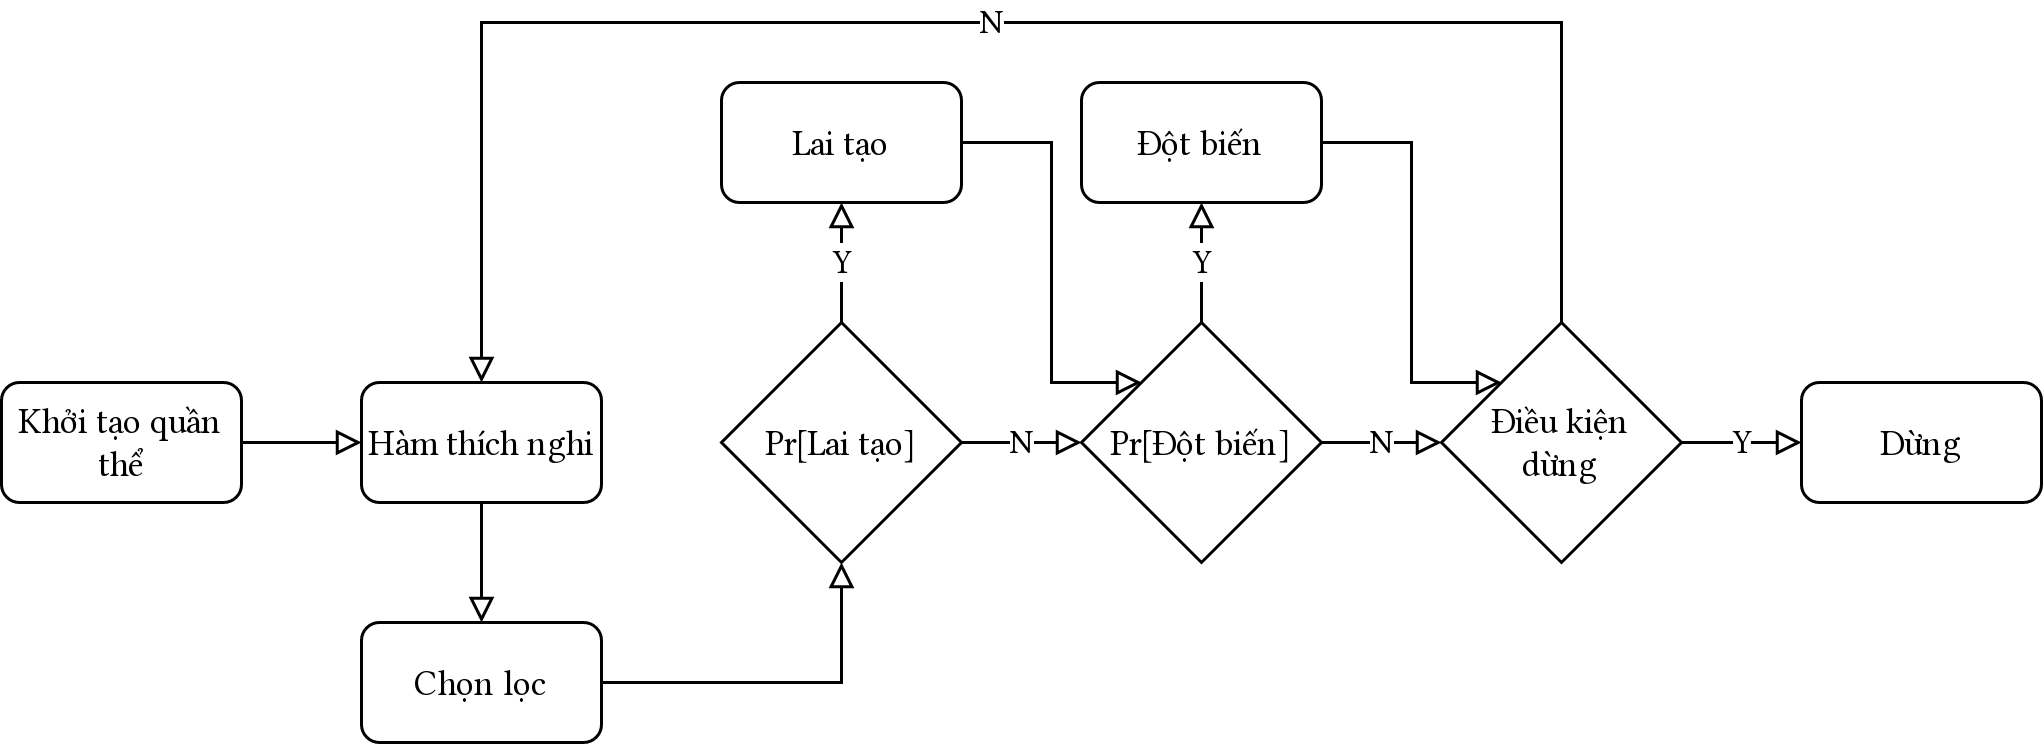 N
Lai tạo
Đột biến
Y
Y
Khởi tạo quần
thể
Hàm thích nghi
Pr[Lai tạo]
N
Pr[Đột biến]
N
Điều kiện
dừng
Y
Dừng
Chọn lọc